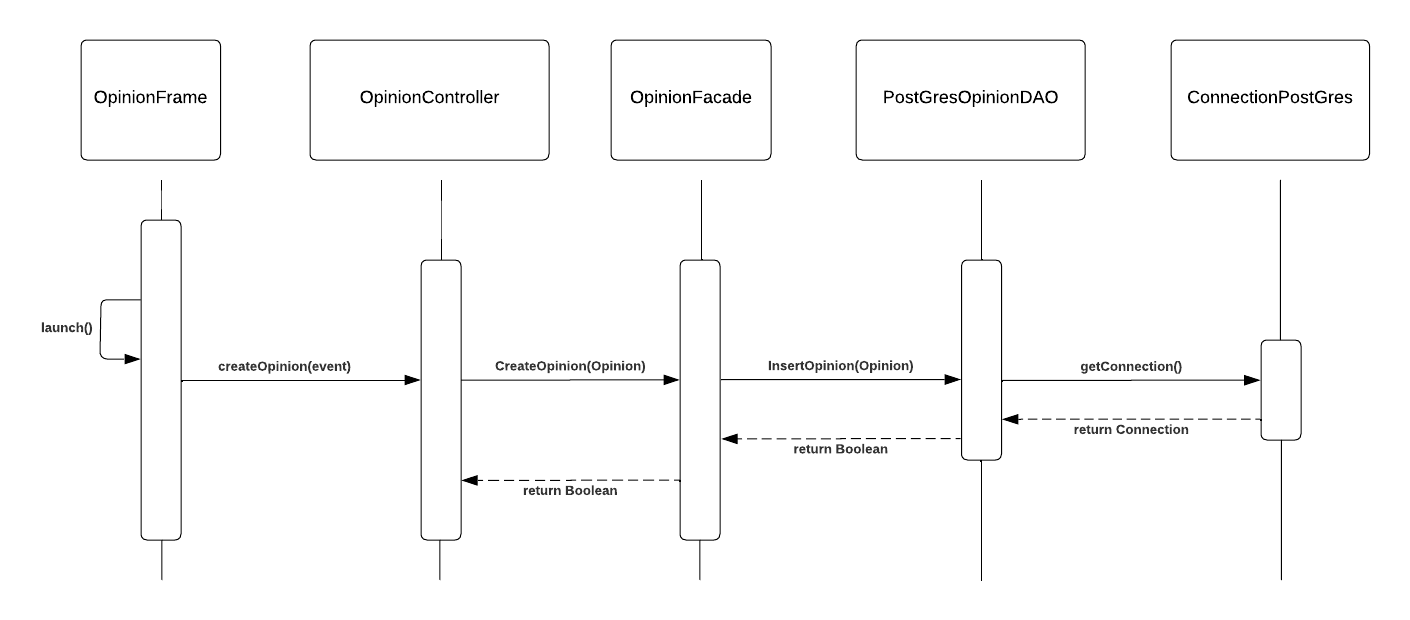 OpinionFrame
OpinionController
OpinionFacade
PostGresOpinionDAO
ConnectionPostGres
launch()
createOpinion(event)
CreateOpinion(Opinion)
InsertOpinion(Opinion)
getConnection()
return Connection
return Boolean
return Boolean